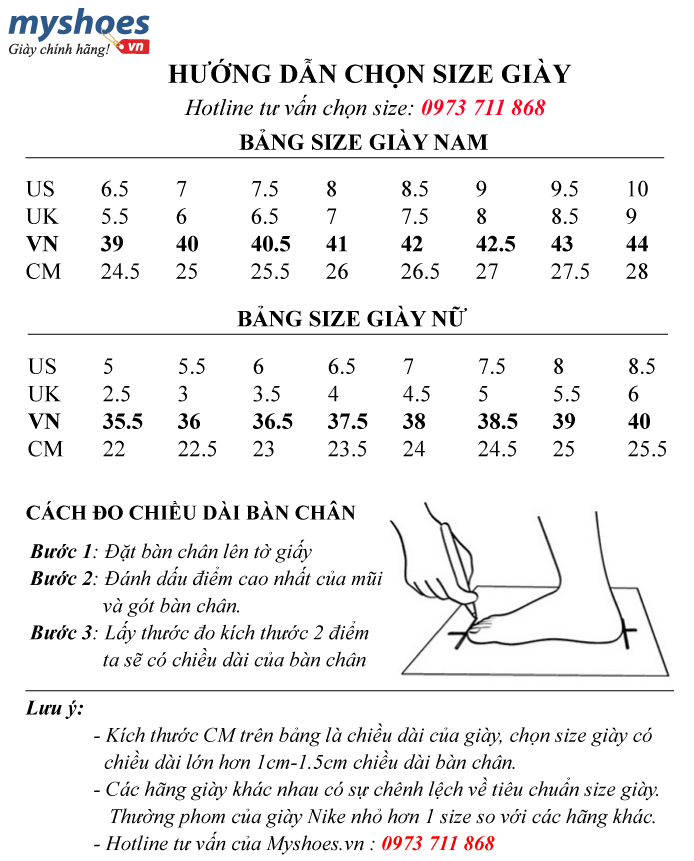 myshoes
.vn
Giày chính hãng!
HƯỚNG DẪN CHỌN SIZE GIÀY
Hotline tư vấn chọn size: 0973 711 868
BẢNG SIZE GIÀY NAM
US 6.5 7 7.5 8 8.5 9 9.5 10
UK 5.5 6 6.5 7 7.5 8 8.5 9
VN 39 40 40.5 41 42 42.5 43 44
CM 24.5 25 25.5 26 26.5 27 27.5 28
BẢNG SIZE GIÀY NỮ
US 5 5.5 6 6.5 7 7.5 8 8.5
UK 2.5 3 3.5 4 4.5 5 5.5 6
VN 35.5 36 36.5 37.5 38 38.5 39 40
CM 22 22.5 23 23.5 24 24.5 25 25.5
CÁCH ĐO CHIỀU DÀI BÀN CHÂN
Bước 1: Đặt bàn chân lên tờ giấy
Bước 2: Đánh dấu điểm cao nhất của mũi
và gót bàn chân.
Bước 3: Lấy thước đo kích thước 2 điểm
ta sẽ có chiều dài của bàn chân
Lưu ý:
- Kích thước CM trên bảng là chiều dài của giày, chọn size giày có
chiều dài lớn hơn 1cm-1.5cm chiều dài bàn chân.
- Các hãng giày khác nhau có sự chênh lệch về tiêu chuẩn size giày.
Thường phom của giày Nike nhỏ hơn 1 size so với các hãng khác.
- Hotline tư vấn của Myshoes.vn : 0973 711 868